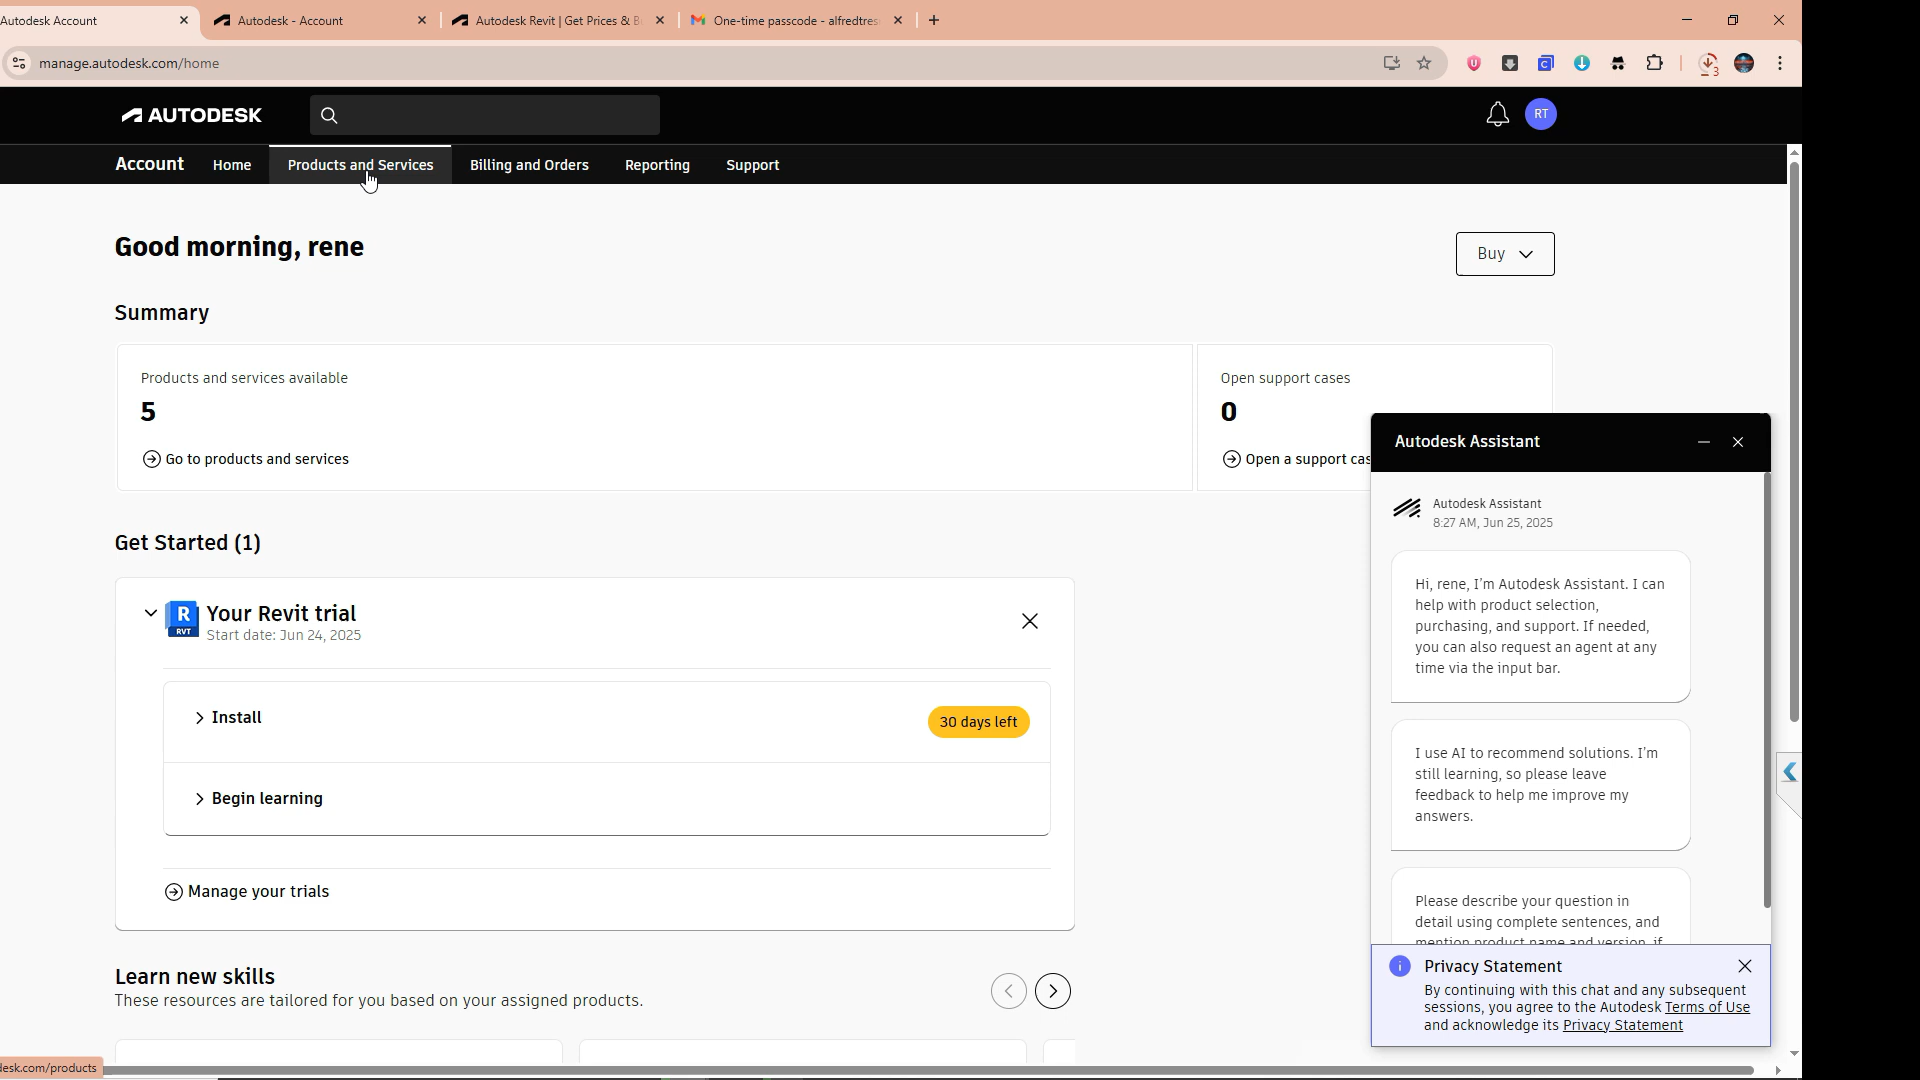 Autodesk Account
Autodesk - Account
Autodesk Revit | Get Prices & B
One-time passcode - alfredtres
manage.autodesk.com/home
3
AUTODESK
RT
Account
Home
Products and Services
Billing and Orders
Reporting
Support
Good morning, rene
Buy
Summary
Products and services available
5
Go to products and services
Open support cases
0
Open a support cas
Get Started (1)
R
RVT
Your Revit trial
Start date: Jun 24, 2025
Install
30 days left
Begin learning
Manage your trials
Learn new skills
These resources are tailored for you based on your assigned products.
Autodesk Assistant
Autodesk Assistant
8:27 AM, Jun 25, 2025
Hi, rene, I'm Autodesk Assistant. I can
help with product selection,
purchasing, and support. If needed,
you can also request an agent at any
time via the input bar.
I use AI to recommend solutions. I'm
still learning, so please leave
feedback to help me improve my
answers.
Please describe your question in
detail using complete sentences, and
mention product name and version, if
Privacy Statement
By continuing with this chat and any subsequent
sessions, you agree to the Autodesk Terms of Use
and acknowledge its Privacy Statement
desk.com/products